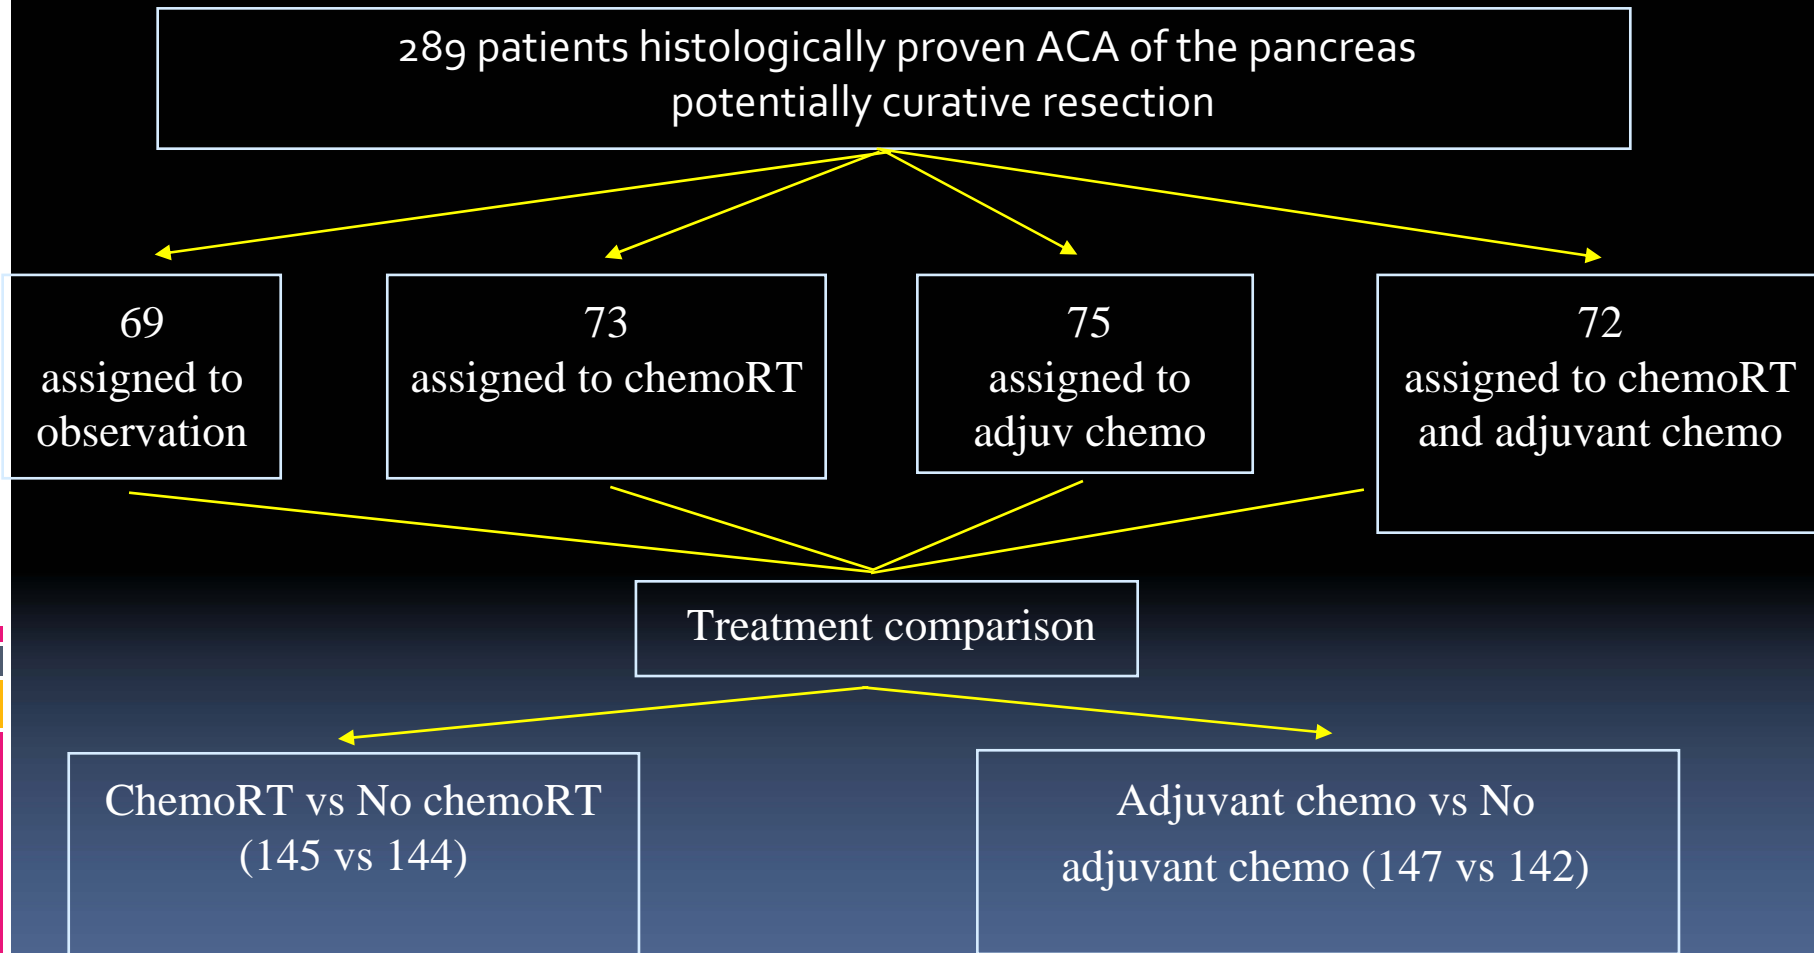 289 patients histologically proven ACA of the pancreas
potentially curative resection
69
assigned to
observation
73
assigned to chemoRT
75
assigned to
adjuv chemo
72
assigned to chemoRT
and adjuvant chemo
Treatment comparison
ChemoRT vs No chemoRT
(145 vs 144)
Adjuvant chemo vs No
adjuvant chemo (147 vs 142)